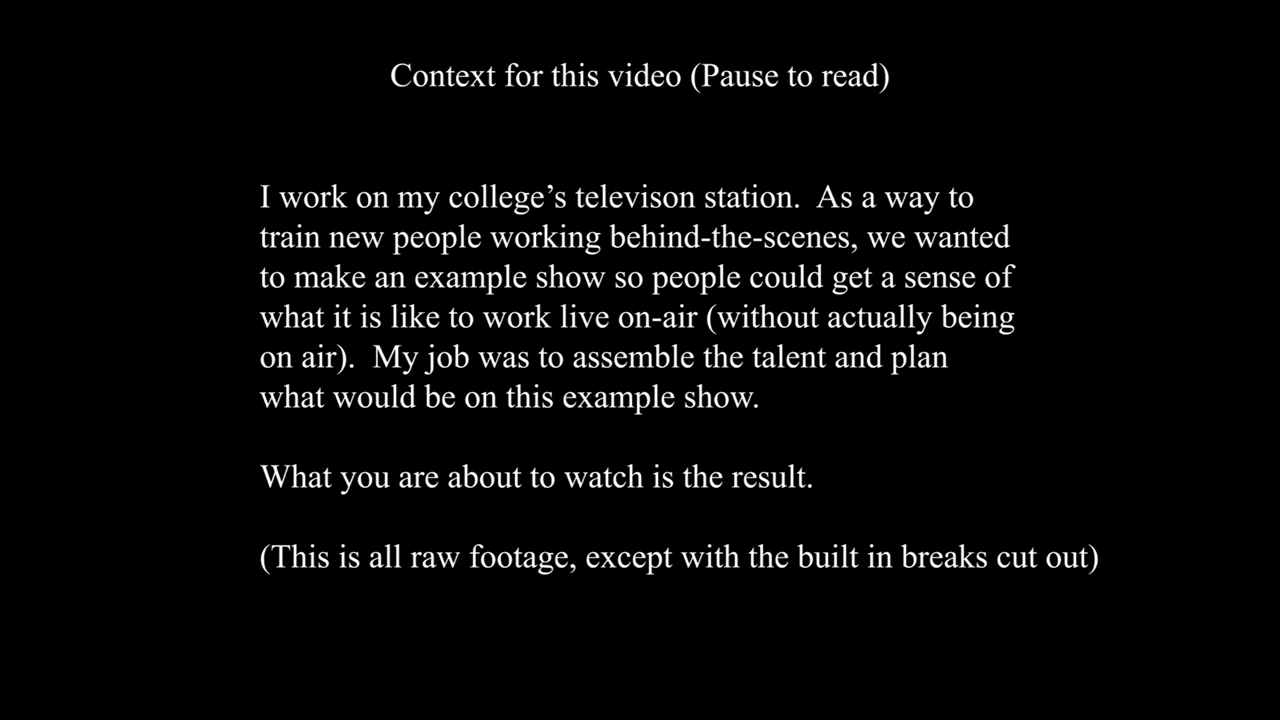 Context for this video (Pause to read)
I work on my college’s televison station.  As a way to
train new people working behind-the-scenes, we wanted
to make an example show so people could get a sense of
what it is like to work live on-air (without actually being
on air).  My job was to assemble the talent and plan
what would be on this example show.
What you are about to watch is the result.
(This is all raw footage, except with the built in breaks cut out)